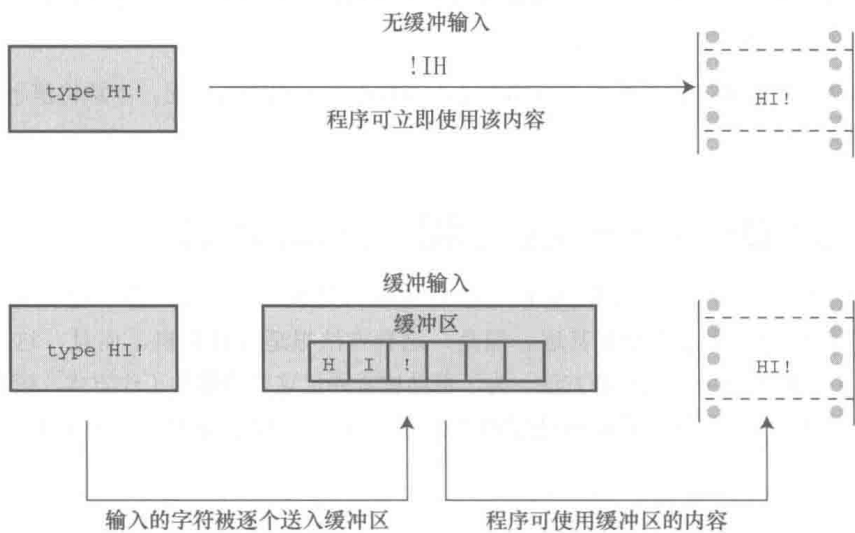 无缓冲输入
type HI!
!IH
HI!
程序可立即使用该内容
缓冲输入
缓冲区
type HI!
H I !
HI!
输入的字符被逐个送入缓冲区
程序可使用缓冲区的内容